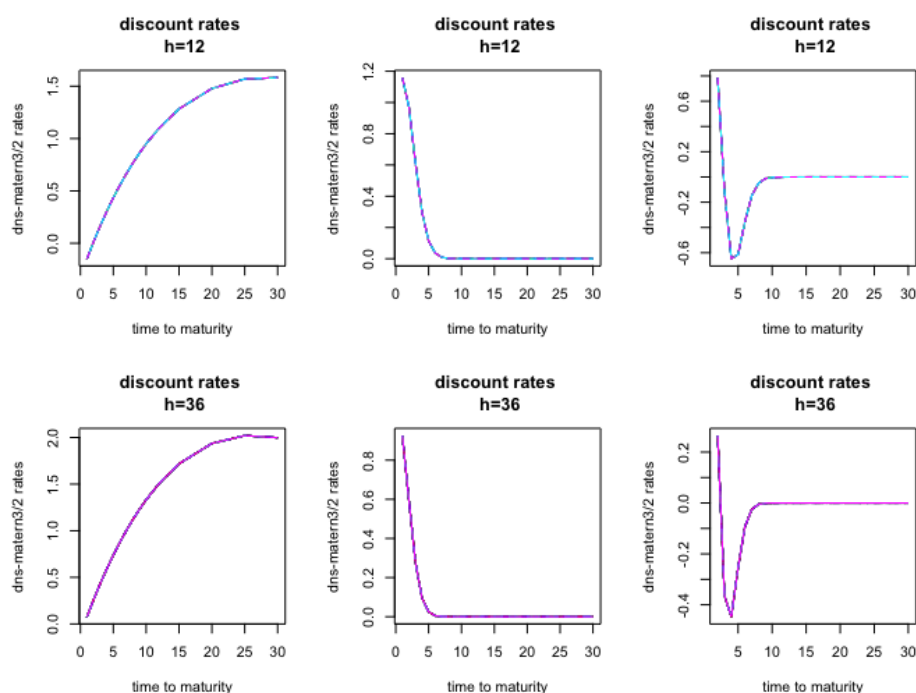 discount rates
h=12
dns-matern3/2 rates
0.0 0.5 1.0 1.5
0 5 10 15 20 25 30
time to maturity
discount rates
h=12
dns-matern3/2 rates
0.0 0.4 0.8 1.2
0 5 10 15 20 25 30
time to maturity
discount rates
h=12
dns-matern3/2 rates
-0.6 -0.2 0.2 0.6
5 10 15 20 25 30
time to maturity
discount rates
h=36
dns-matern3/2 rates
0.0 0.5 1.0 1.5 2.0
0 5 10 15 20 25 30
time to maturity
discount rates
h=36
dns-matern3/2 rates
0.0 0.2 0.4 0.6 0.8
0 5 10 15 20 25 30
time to maturity
discount rates
h=36
dns-matern3/2 rates
-0.4 -0.2 0.0 0.2
5 10 15 20 25 30
time to maturity